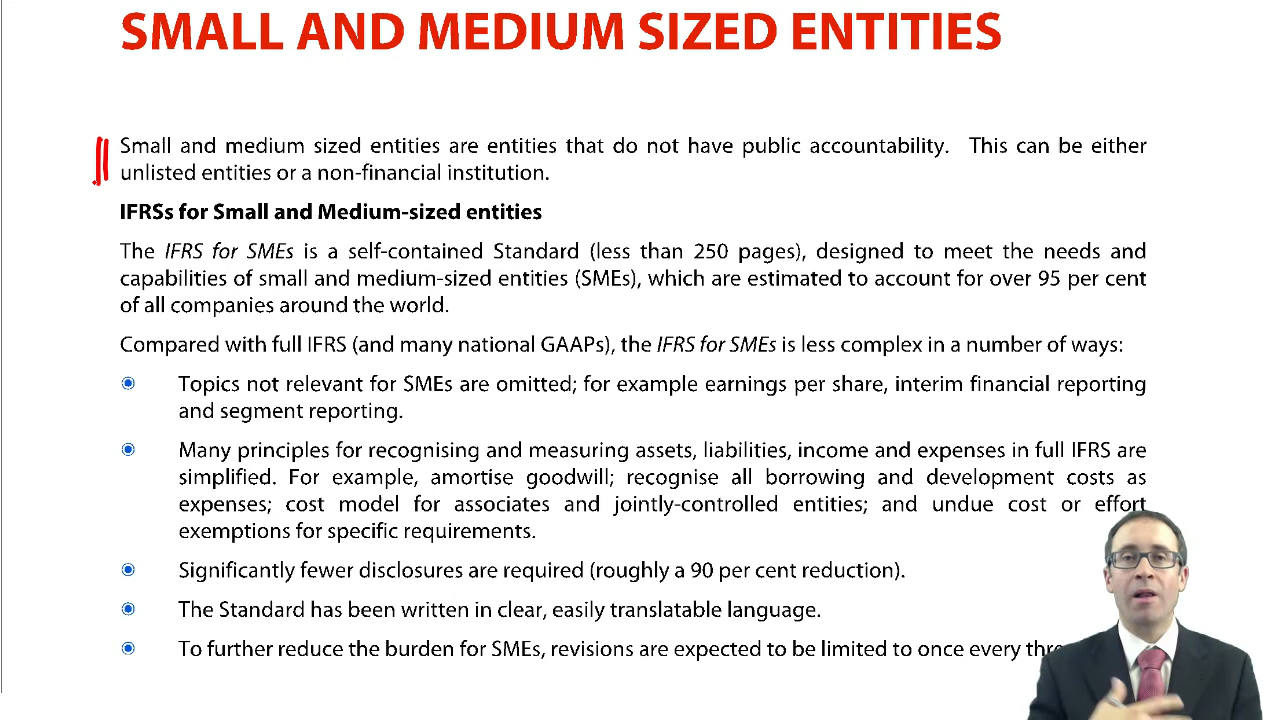 SMALL AND MEDIUM SIZED ENTITIES
Small and medium sized entities are entities that do not have public accountability. This can be either
unlisted entities or a non-financial institution.
IFRSs for Small and Medium-sized entities
The IFRS for SMEs is a self-contained Standard (less than 250 pages), designed to meet the needs and
capabilities of small and medium-sized entities (SMEs), which are estimated to account for over 95 per cent
of all companies around the world.
Compared with full IFRS (and many national GAAPs), the IFRS for SMEs is less complex in a number of ways:
Topics not relevant for SMEs are omitted; for example earnings per share, interim financial reporting
and segment reporting.
Many principles for recognising and measuring assets, liabilities, income and expenses in full IFRS are
simplified. For example, amortise goodwill; recognise all borrowing and development costs as
expenses; cost model for associates and jointly-controlled entities; and undue cost or effort
exemptions for specific requirements.
Significantly fewer disclosures are required (roughly a 90 per cent reduction).
The Standard has been written in clear, easily translatable language.
To further reduce the burden for SMEs, revisions are expected to be limited to once every